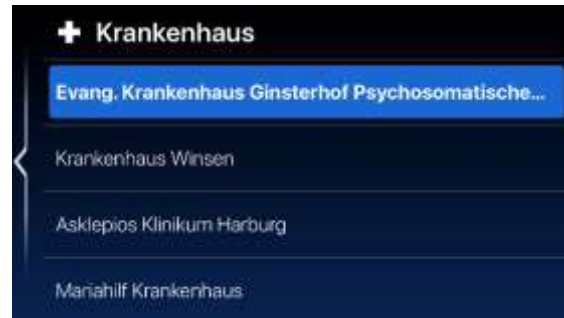 Krankenhaus
Evang. Krankenhaus Ginsterhof Psychosomatische...
Krankenhaus Winsen
Asklepios Klinikum Harburg
Mariahilf Krankenhaus